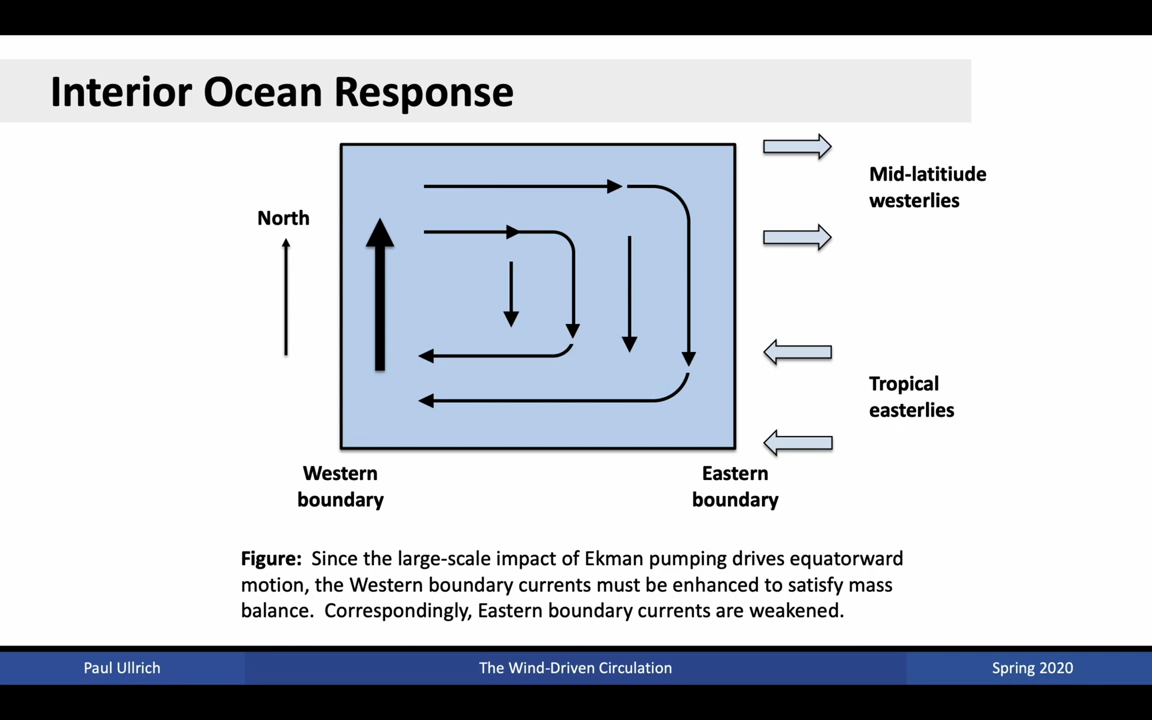 Interior Ocean Response
North
Mid-latitiude
westerlies
Tropical
easterlies
Western
boundary
Eastern
boundary
Figure: Since the large-scale impact of Ekman pumping drives equatorward
motion, the Western boundary currents must be enhanced to satisfy mass
balance. Correspondingly, Eastern boundary currents are weakened.
Paul Ullrich
The Wind-Driven Circulation
Spring 2020